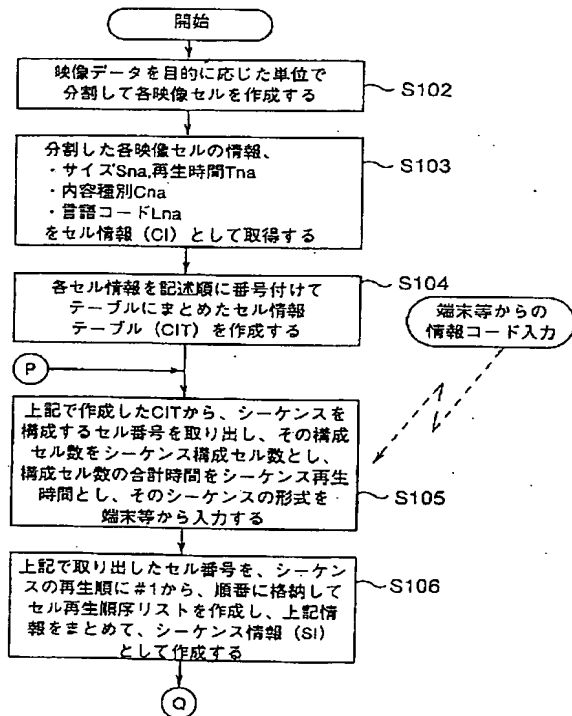 開始
映像データを目的に応じた単位で
分割して各映像セルを作成する
S102
分割した各映像セルの情報、
・サイズSna,再生時間Tna
・内容種別Cna
・言語コードLna
をセル情報（CI）として取得する
S103
各セル情報を記述順に番号付けて
テーブルにまとめたセル情報
テーブル（CIT）を作成する
S104
端末等からの
情報コード入力
P
上記で作成したCITから、シーケンスを
構成するセル番号を取り出し、その構成
セル数をシーケンス構成セル数とし、
構成セル数の合計時間をシーケンス再生
時間とし、そのシーケンスの形式を
端末等から入力する
S105
上記で取り出したセル番号を、シーケン
スの再生順に#1から、順番に格納して
セル再生順序リストを作成し、上記情
報をまとめて、シーケンス情報（SI）
として作成する
S106
Q